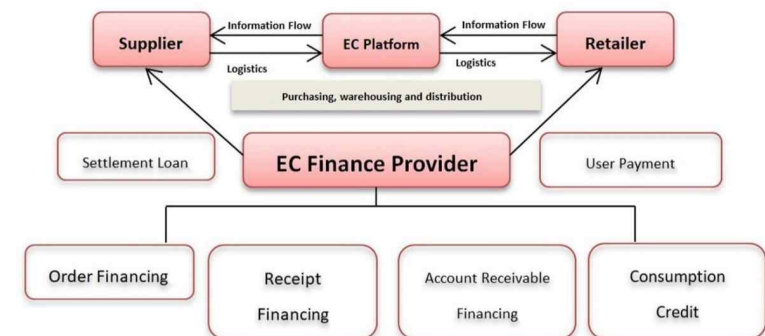 Information Flow
Information Flow
Supplier
EC Platform
Retailer
Logistics
Logistics
Purchasing, warehousing and distribution
Settlement Loan
EC Finance Provider
User Payment
Order Financing
Receipt
Financing
Account Receivable
Financing
Consumption
Credit